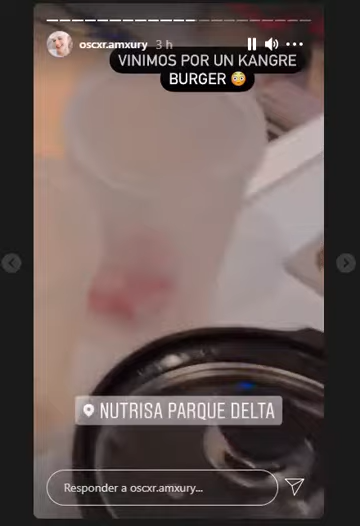 oscxr.amxury 3 h
VINIMOS POR UN KANGRE
BURGER 😳
NUTRISA PARQUE DELTA
Responder a oscxr.amxury...